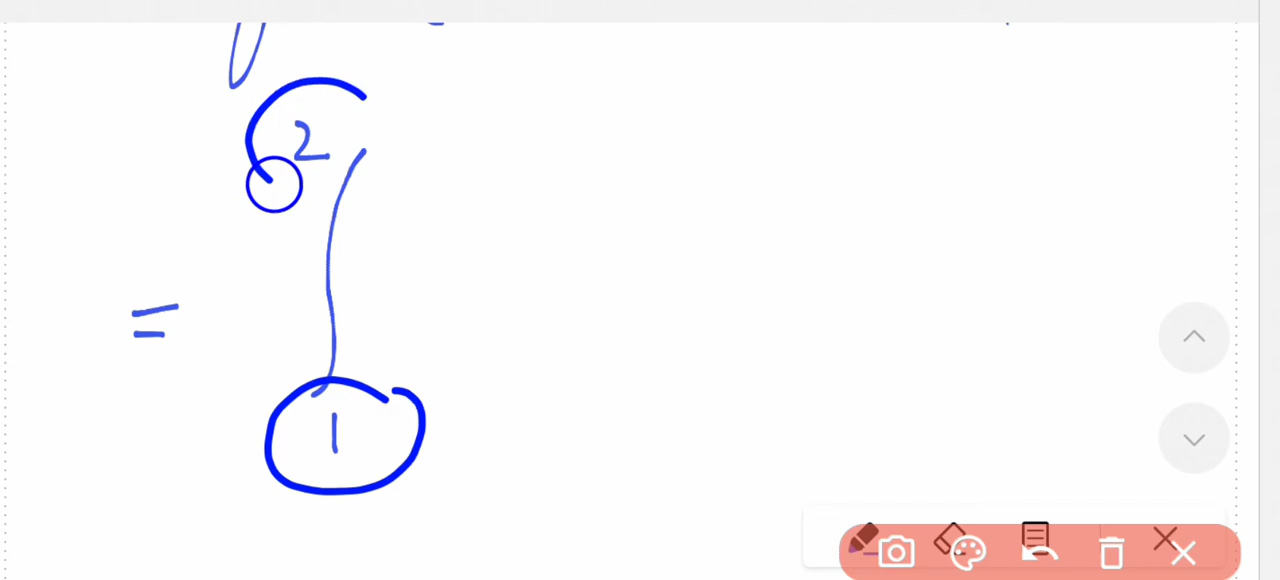 2
= ∫
1